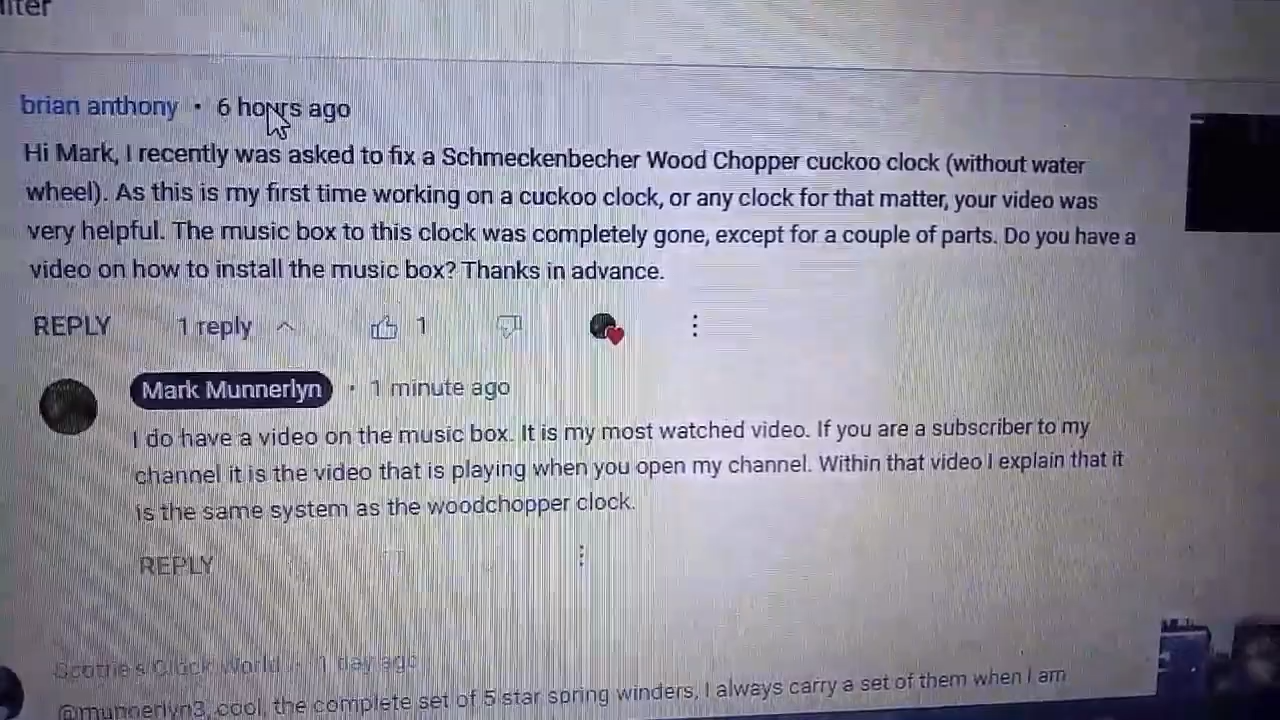 brian anthony • 6 hours ago
Hi Mark, I recently was asked to fix a Schmeckenbecher Wood Chopper cuckoo clock (without water
wheel). As this is my first time working on a cuckoo clock, or any clock for that matter, your video was
very helpful. The music box to this clock was completely gone, except for a couple of parts. Do you have a
video on how to install the music box? Thanks in advance.
REPLY 1 reply 1
Mark Munnerlyn • 1 minute ago
I do have a video on the music box. It is my most watched video. If you are a subscriber to my
channel it is the video that is playing when you open my channel. Within that video I explain that it
is the same system as the woodchopper clock.
REPLY
Scottie's Clock World • 1 day ago
@munnerlyn3, cool, the complete set of 5 star spring winders, I always carry a set of them when I am